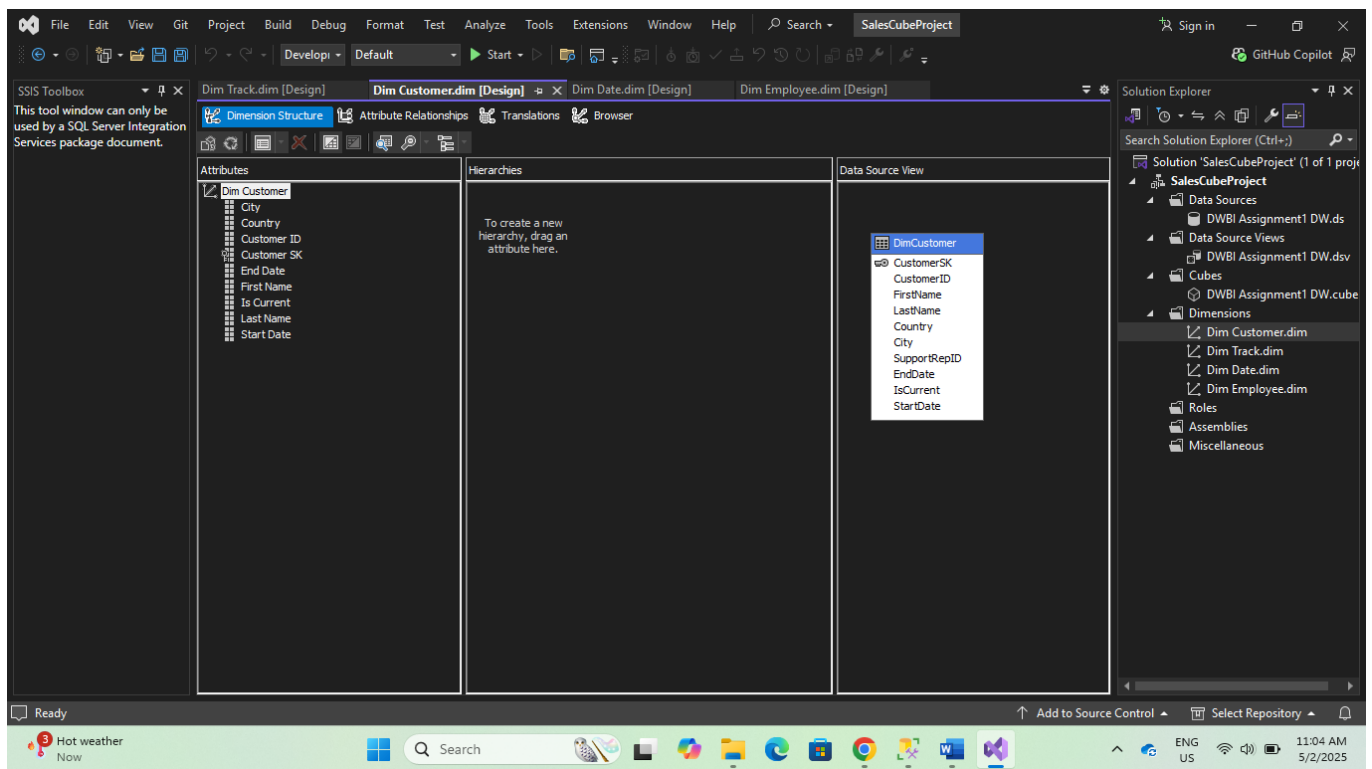 File Edit View Git Project Build Debug Format Test Analyze Tools Extensions Window Help Search SalesCubeProject Sign in
Developi Default Start GitHub Copilot
SSIS Toolbox
This tool window can only be
used by a SQL Server Integration
Services package document.
Dim Track.dim [Design] Dim Customer.dim [Design] Dim Date.dim [Design] Dim Employee.dim [Design]
Dimension Structure Attribute Relationships Translations Browser
Attributes
Dim Customer
City
Country
Customer ID
Customer SK
End Date
First Name
Is Current
Last Name
Start Date
Hierarchies
To create a new
hierarchy, drag an
attribute here.
Data Source View
DimCustomer
CustomerSK
CustomerID
FirstName
LastName
Country
City
SupportRepID
EndDate
IsCurrent
StartDate
Solution Explorer
Search Solution Explorer (Ctrl+;)
Solution 'SalesCubeProject' (1 of 1 proje
SalesCubeProject
Data Sources
DWBI Assignment1 DW.ds
Data Source Views
DWBI Assignment1 DW.dsv
Cubes
DWBI Assignment1 DW.cube
Dimensions
Dim Customer.dim
Dim Track.dim
Dim Date.dim
Dim Employee.dim
Roles
Assemblies
Miscellaneous
Ready Add to Source Control Select Repository
3 Hot weather
Now
Search
ENG
US
11:04 AM
5/2/2025